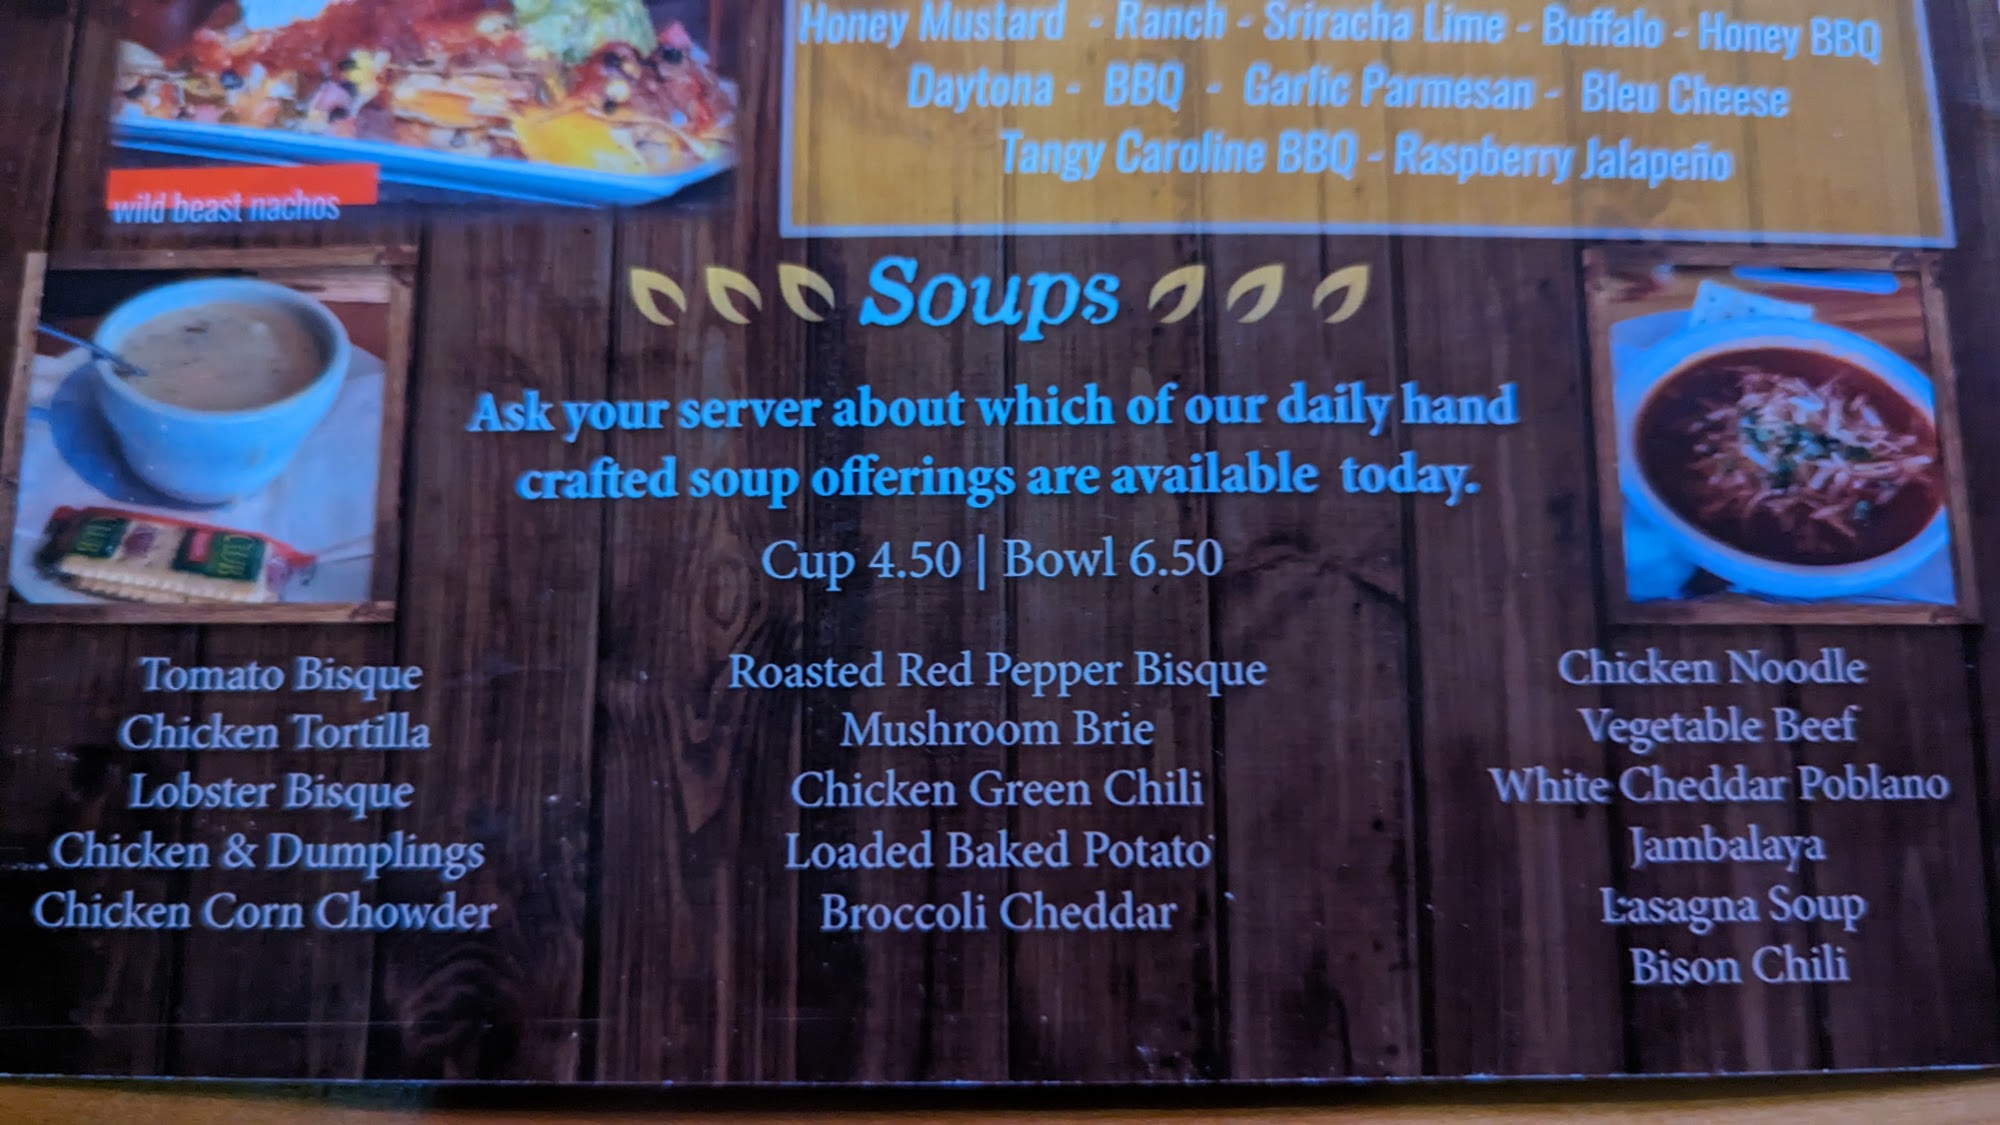 Honey Mustard - Ranch - Sriracha Lime - Buffalo - Honey BBQ
Daytona - BBQ - Garlic Parmesan - Bleu Cheese
Tangy Caroline BBQ - Raspberry Jalapeño
wild beast nachos
Soups
Ask your server about which of our daily hand
crafted soup offerings are available today.
Cup 4.50 | Bowl 6.50
Tomato Bisque
Chicken Tortilla
Lobster Bisque
Chicken & Dumplings
Chicken Corn Chowder
Roasted Red Pepper Bisque
Mushroom Brie
Chicken Green Chili
Loaded Baked Potato
Broccoli Cheddar
Chicken Noodle
Vegetable Beef
White Cheddar Poblano
Jambalaya
Lasagna Soup
Bison Chili